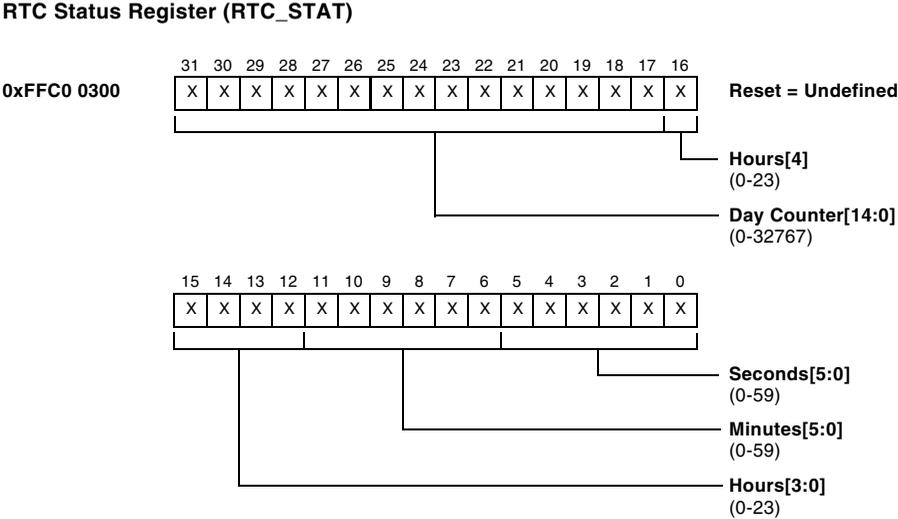 RTC Status Register (RTC_STAT)
31 30 29 28 27 26 25 24 23 22 21 20 19 18 17 16
0xFFC0 0300 X X X X X X X X X X X X X X X X Reset = Undefined
Hours[4]
(0-23)
Day Counter[14:0]
(0-32767)
15 14 13 12 11 10 9 8 7 6 5 4 3 2 1 0
X X X X X X X X X X X X X X X X
Seconds[5:0]
(0-59)
Minutes[5:0]
(0-59)
Hours[3:0]
(0-23)